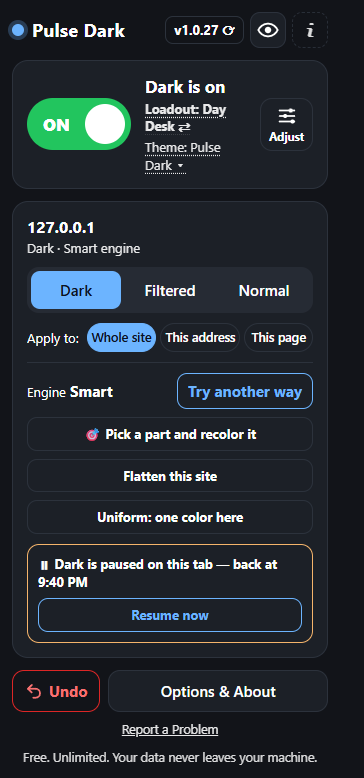 Pulse Dark
v1.0.27 ⟳
i
ON
Dark is on
Loadout: Day
Desk ⇄
Theme: Pulse
Dark ▾
Adjust
127.0.0.1
Dark · Smart engine
Dark
Filtered
Normal
Apply to:
Whole site
This address
This page
Engine Smart
Try another way
🎯 Pick a part and recolor it
Flatten this site
Uniform: one color here
⏸ Dark is paused on this tab — back at
9:40 PM
Resume now
Undo
Options & About
Report a Problem
Free. Unlimited. Your data never leaves your machine.